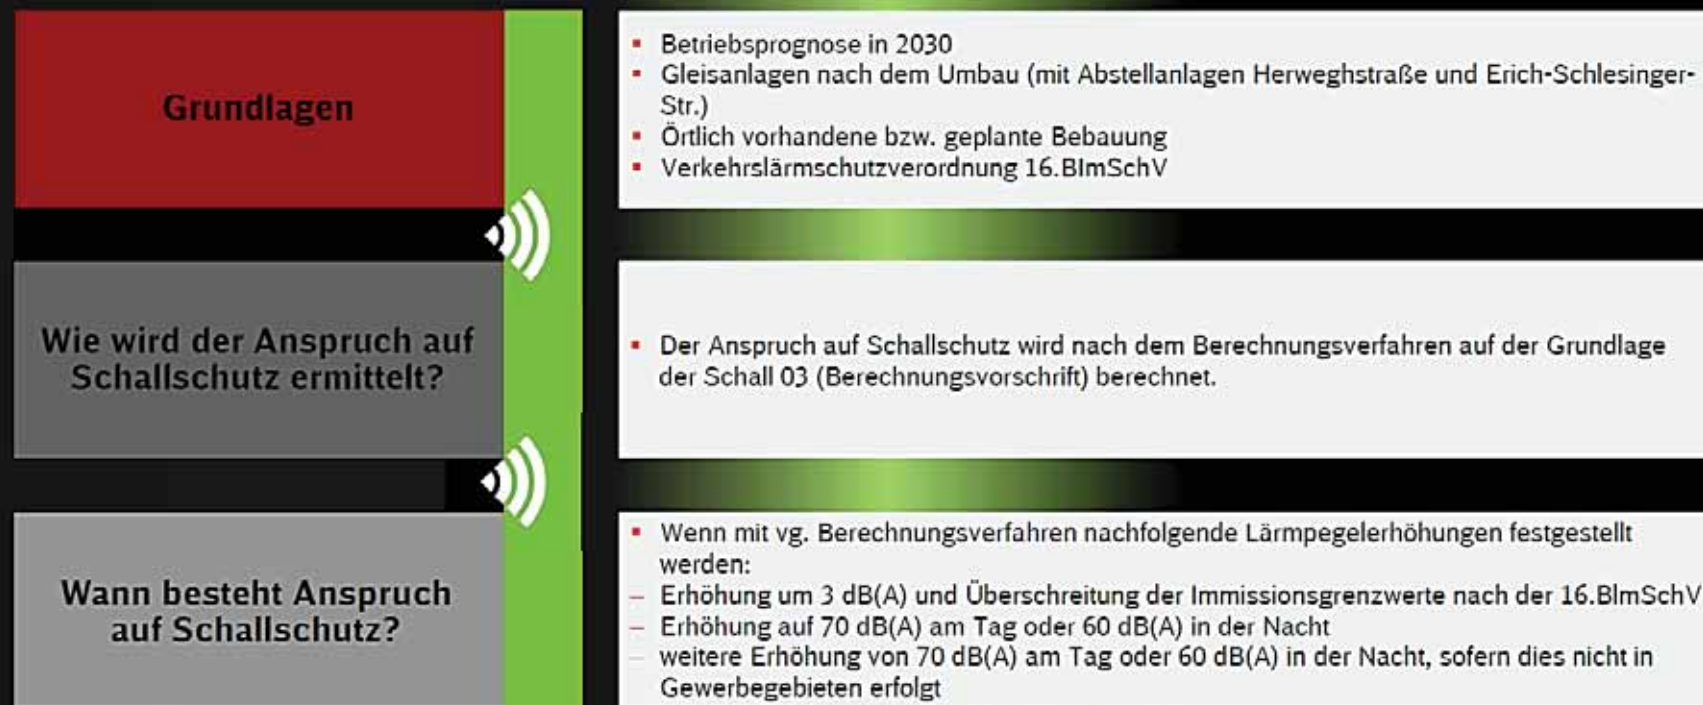 Grundlagen
▪ Betriebsprognose in 2030
▪ Gleisanlagen nach dem Umbau (mit Abstellanlagen Herweghstraße und Erich-Schlesinger-
Str.)
▪ Örtlich vorhandene bzw. geplante Bebauung
▪ Verkehrslärmschutzverordnung 16.BImSchV
Wie wird der Anspruch auf
Schallschutz ermittelt?
▪ Der Anspruch auf Schallschutz wird nach dem Berechnungsverfahren auf der Grundlage
der Schall 03 (Berechnungsvorschrift) berechnet.
Wann besteht Anspruch
auf Schallschutz?
▪ Wenn mit vg. Berechnungsverfahren nachfolgende Lärmpegelerhöhungen festgestellt
werden:
– Erhöhung um 3 dB(A) und Überschreitung der Immissionsgrenzwerte nach der 16.BImSchV
– Erhöhung auf 70 dB(A) am Tag oder 60 dB(A) in der Nacht
– weitere Erhöhung von 70 dB(A) am Tag oder 60 dB(A) in der Nacht, sofern dies nicht in
Gewerbegebieten erfolgt